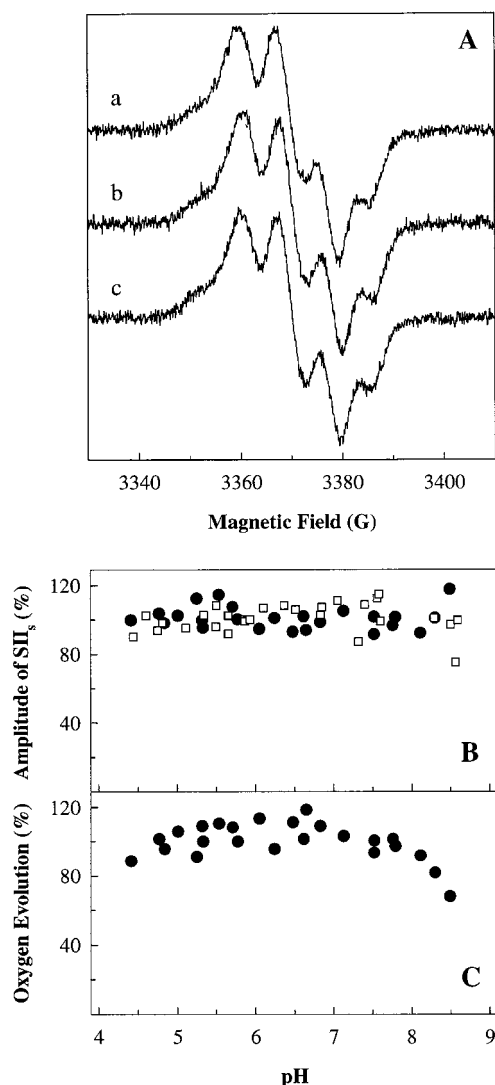 A
a
b
c
3340 3360 3380 3400
Magnetic Field (G)
Amplitude of SII_s (%)
120
80
40
B
Oxygen Evolution (%)
120
80
40
C
4 5 6 7 8 9
pH